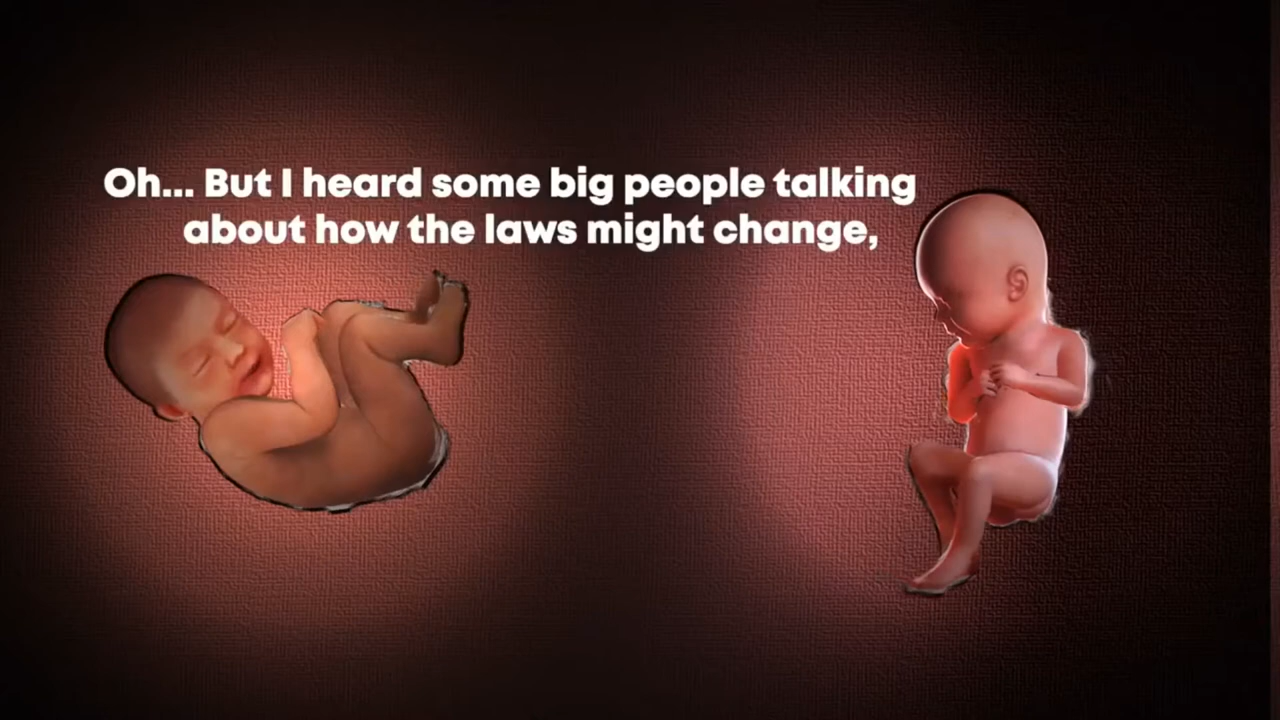 Oh... But I heard some big people talking
about how the laws might change,